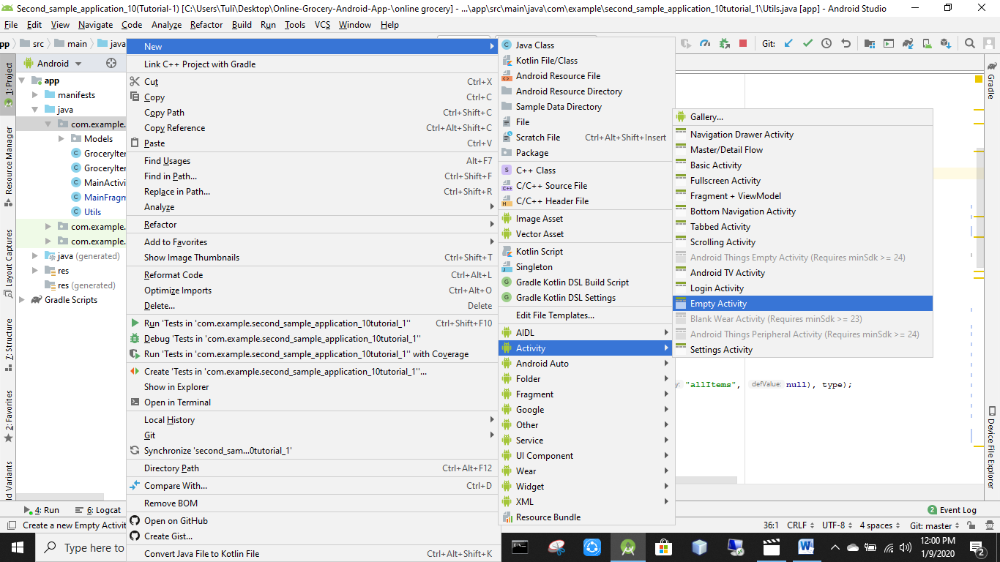 Second_sample_application_10(Tutorial-1) [C:\Users\Tuli\Desktop\Online-Grocery-Android-App-\online grocery] - ...\app\src\main\java\com\example\second_sample_application_10tutorial_1\Utils.java [app] - Android Studio
File Edit View Navigate Code Analyze Refactor Build Run Tools VCS Window Help
pp src main java Git:
Android
1: Project
Resource Manager
Layout Captures
7: Structure
2: Favorites
ld Variants
app
manifests
java
com.example.
Models
GroceryIter
GroceryIter
MainActivi
MainFragm
Utils
com.example.
com.example.
java (generated)
res
res (generated)
Gradle Scripts
New
Link C++ Project with Gradle
Cut Ctrl+X
Copy Ctrl+C
Copy Path Ctrl+Shift+C
Copy Reference Ctrl+Alt+Shift+C
Paste Ctrl+V
Find Usages Alt+F7
Find in Path... Ctrl+Shift+F
Replace in Path... Ctrl+Shift+R
Analyze
Refactor
Add to Favorites
Show Image Thumbnails Ctrl+Shift+T
Reformat Code Ctrl+Alt+L
Optimize Imports Ctrl+Alt+O
Delete... Delete
Run 'Tests in 'com.example.second_sample_application_10tutorial_1'' Ctrl+Shift+F10
Debug 'Tests in 'com.example.second_sample_application_10tutorial_1''
Run 'Tests in 'com.example.second_sample_application_10tutorial_1'' with Coverage
Create 'Tests in 'com.example.second_sample_application_10tutorial_1''...
Show in Explorer
Open in Terminal
Local History
Git
Synchronize 'second_sam...0tutorial_1'
Directory Path Ctrl+Alt+F12
Compare With... Ctrl+D
Remove BOM
Open on GitHub
Create Gist...
Convert Java File to Kotlin File Ctrl+Alt+Shift+K
Java Class
Kotlin File/Class
Android Resource File
Android Resource Directory
Sample Data Directory
File
Scratch File Ctrl+Alt+Shift+Insert
Package
C++ Class
C/C++ Source File
C/C++ Header File
Image Asset
Vector Asset
Kotlin Script
Singleton
Gradle Kotlin DSL Build Script
Gradle Kotlin DSL Settings
Edit File Templates...
AIDL
Activity
Android Auto
Folder
Fragment
Google
Other
Service
UI Component
Wear
Widget
XML
Resource Bundle
Gallery...
Navigation Drawer Activity
Master/Detail Flow
Basic Activity
Fullscreen Activity
Fragment + ViewModel
Bottom Navigation Activity
Tabbed Activity
Scrolling Activity
Android Things Empty Activity (Requires minSdk >= 24)
Android TV Activity
Login Activity
Empty Activity
Blank Wear Activity (Requires minSdk >= 23)
Android Things Peripheral Activity (Requires minSdk >= 24)
Settings Activity
y: "allItems", defValue: null), type);
Gradle
Device File Explorer
4: Run 6: Logcat 2 Event Log
Create a new Empty Activit 36:1 CRLF UTF-8 4 spaces Git: master
Type here to 12:00 PM
1/9/2020
2